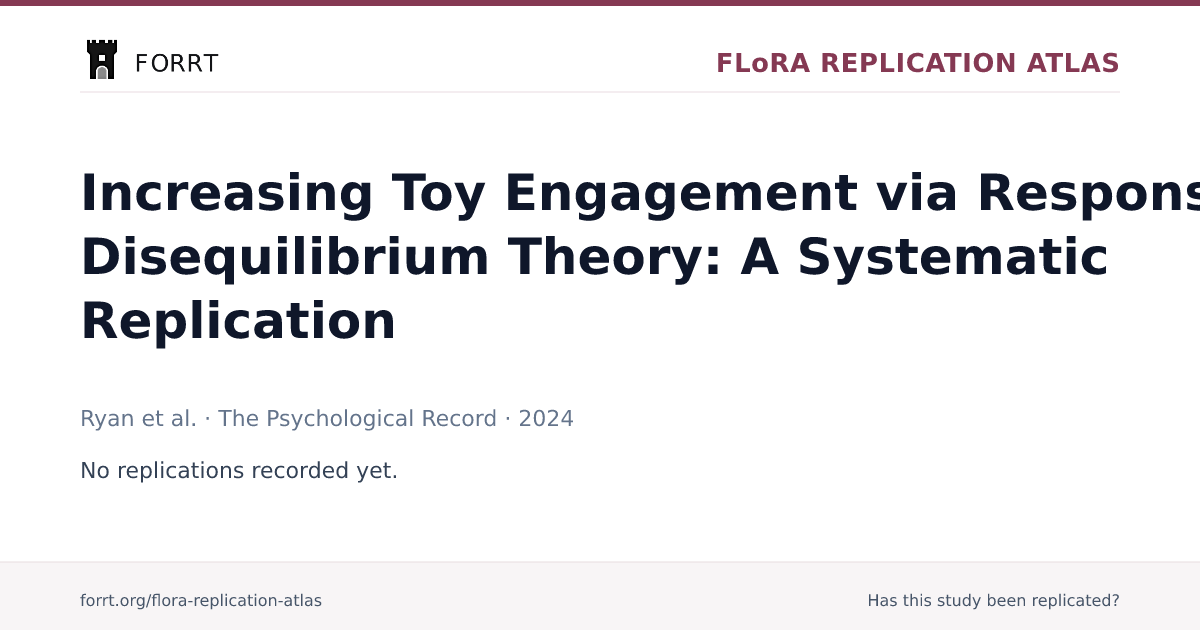 FORRT
FLoRA REPLICATION ATLAS
Increasing Toy Engagement via Respons
Disequilibrium Theory: A Systematic
Replication
Ryan et al. · The Psychological Record · 2024
No replications recorded yet.
forrt.org/flora-replication-atlas
Has this study been replicated?